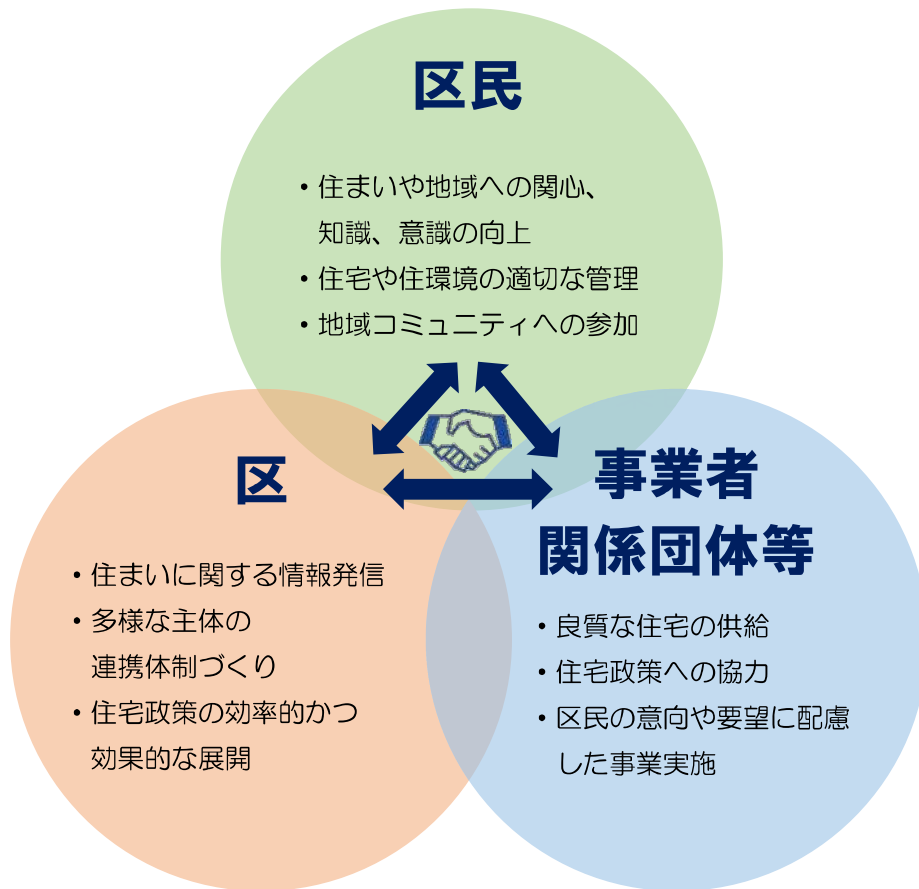 区民
・住まいや地域への関心、
知識、意識の向上
・住宅や住環境の適切な管理
・地域コミュニティへの参加
区
・住まいに関する情報発信
・多様な主体の
連携体制づくり
・住宅政策の効率的かつ
効果的な展開
事業者
関係団体等
・良質な住宅の供給
・住宅政策への協力
・区民の意向や要望に配慮
した事業実施